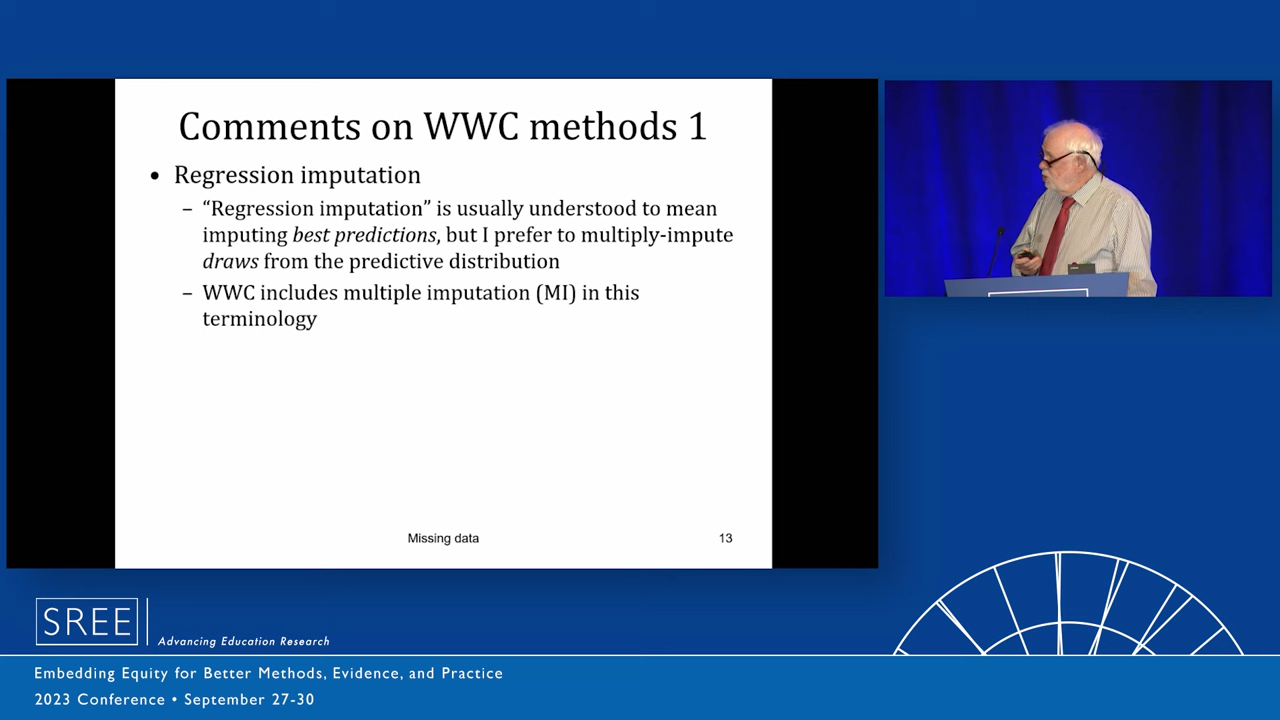 Comments on WWC methods 1
• Regression imputation
– “Regression imputation” is usually understood to mean
imputing best predictions, but I prefer to multiply-impute
draws from the predictive distribution
– WWC includes multiple imputation (MI) in this
terminology
Missing data 13
SREE Advancing Education Research
Embedding Equity for Better Methods, Evidence, and Practice
2023 Conference • September 27-30